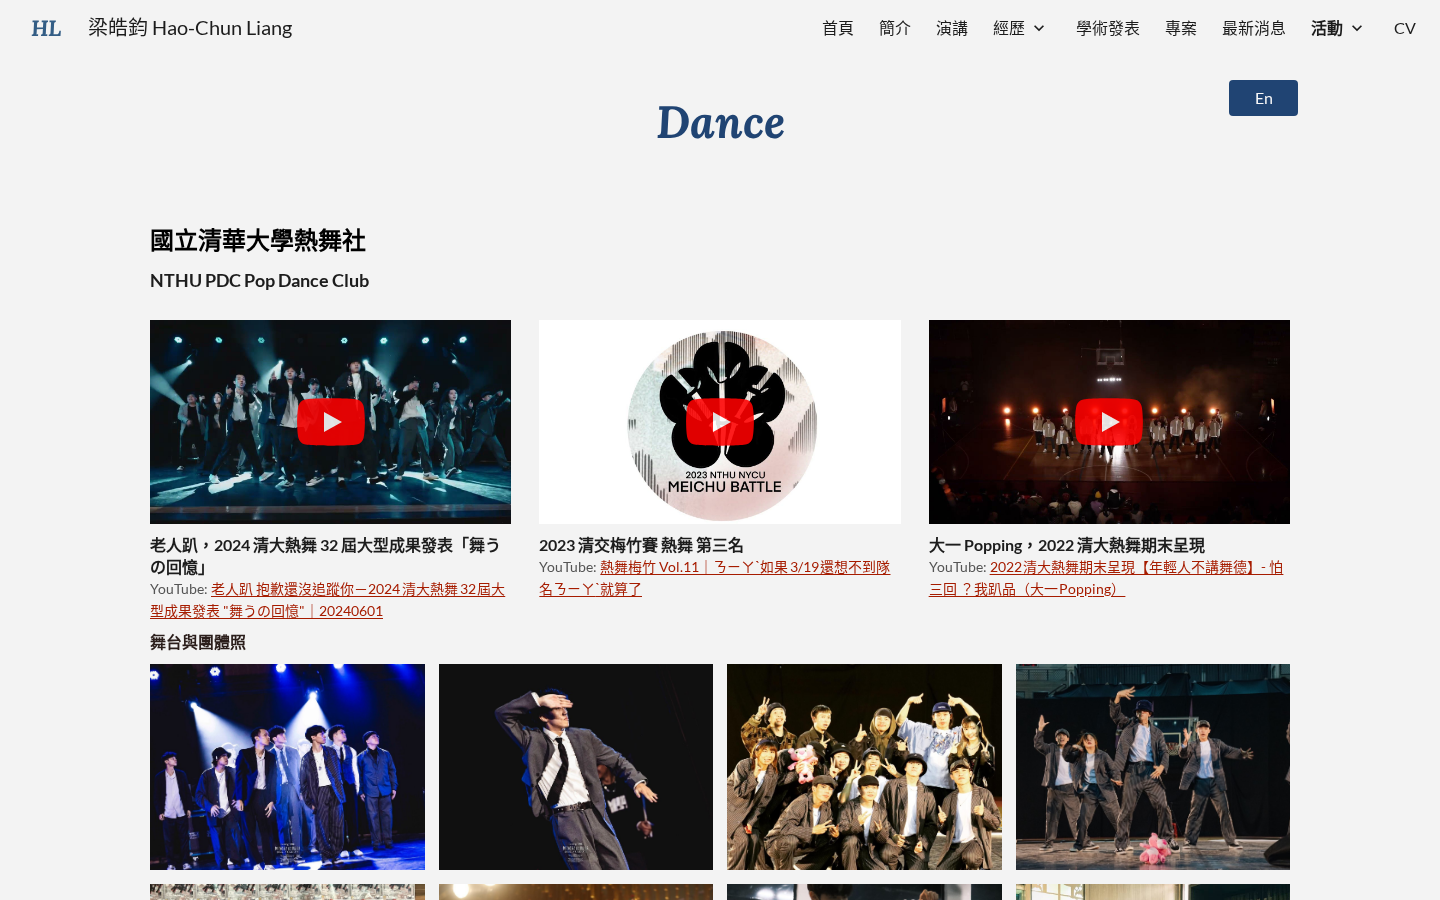 HL
梁皓鈞 Hao-Chun Liang
首頁 簡介 演講 經歷 學術發表 專案 最新消息 活動 CV
En
Dance
國立清華大學熱舞社
NTHU PDC Pop Dance Club
2023 NTHU NYCU
MEICHU BATTLE
老人趴，2024 清大熱舞 32 屆大型成果發表「舞う
の回憶」
YouTube: 老人趴 抱歉還沒追蹤你－2024 清大熱舞 32屆大
型成果發表 "舞うの回憶"｜20240601
2023 清交梅竹賽 熱舞 第三名
YouTube: 熱舞梅竹 Vol.11｜ㄋㄧㄚˋ如果 3/19還想不到隊
名ㄋㄧㄚˋ就算了
大一 Popping，2022 清大熱舞期末呈現
YouTube: 2022清大熱舞期末呈現【年輕人不講舞德】- 怕
三回 ？我趴品（大一Popping）
舞台與團體照